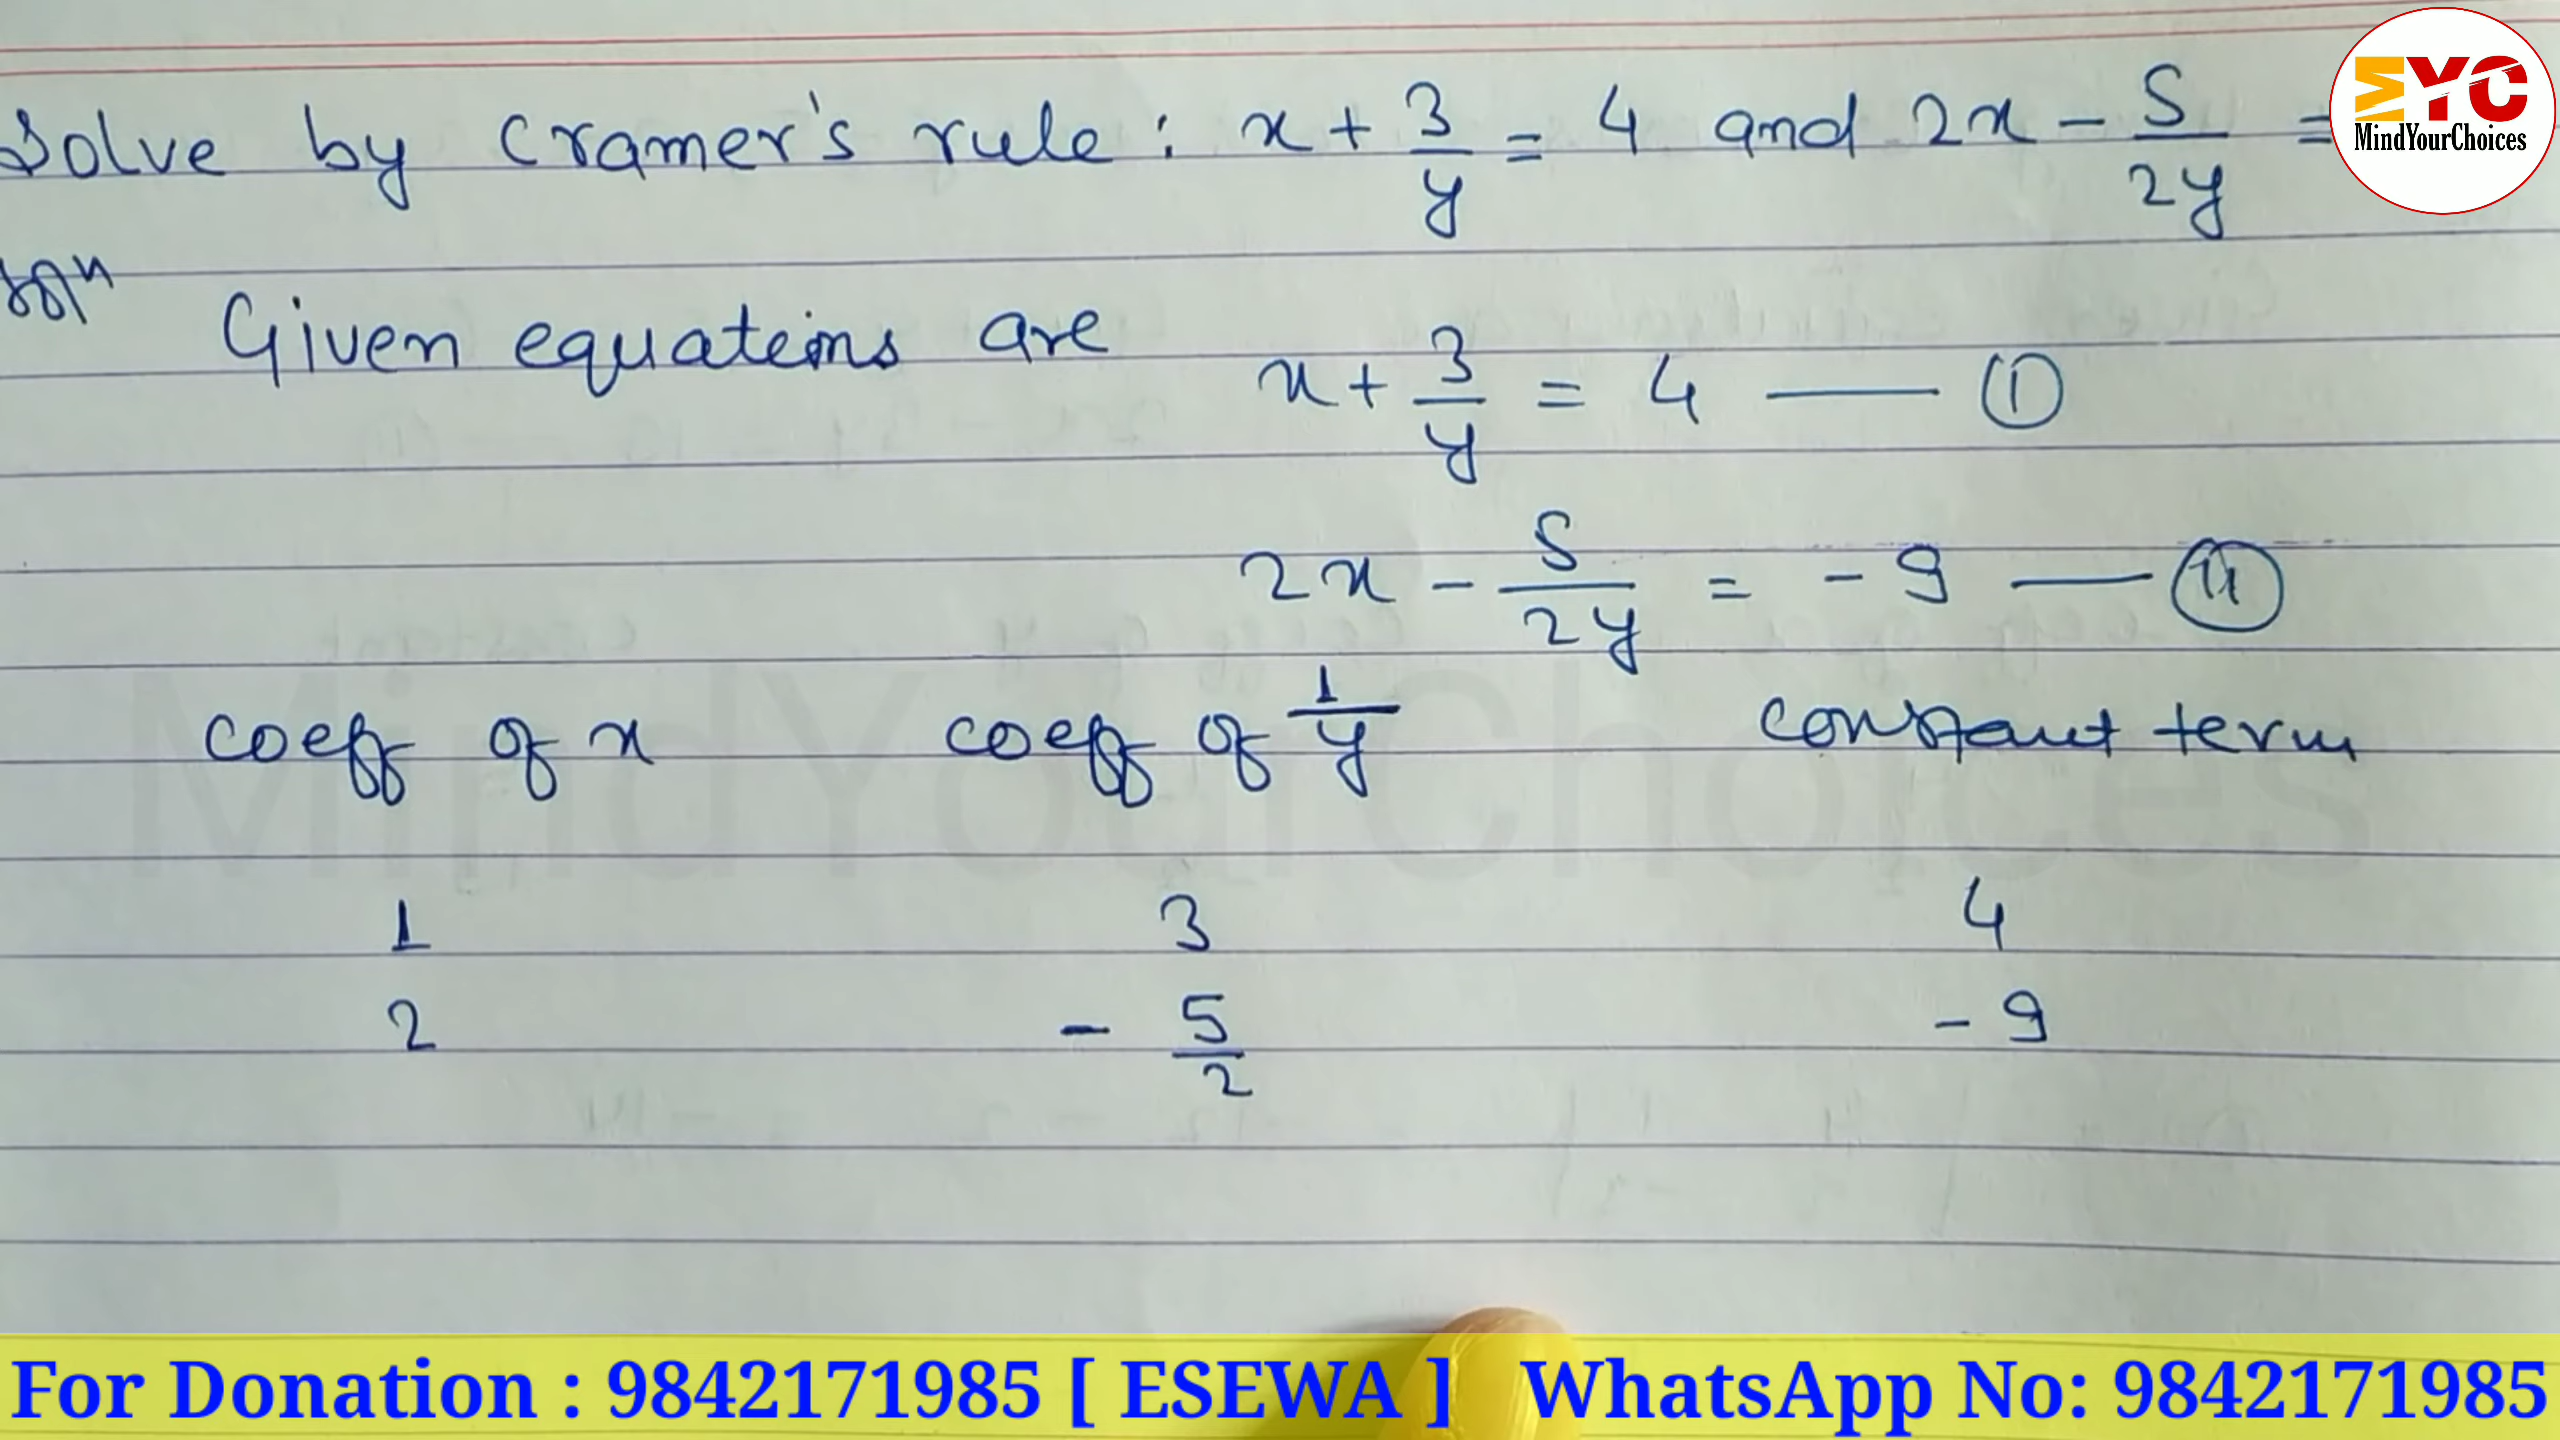 Solve by Cramer's rule : x + 3/y = 4 and 2x - 5/2y =
MYC
MindYourChoices
Soln
Given equations are
x + 3/y = 4 —— (I)
2x - 5/2y = - 9 —— (II)
MindYourChoices
coeff of x coeff of 1/y constant term
1 3 4
2 - 5/2 - 9
For Donation : 9842171985 [ ESEWA ] WhatsApp No: 9842171985